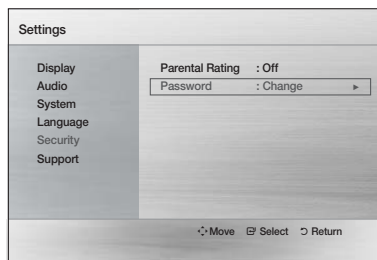 Settings
Display
Audio
System
Language
Security
Support
Parental Rating : Off
Password : Change ►
Move Select Return